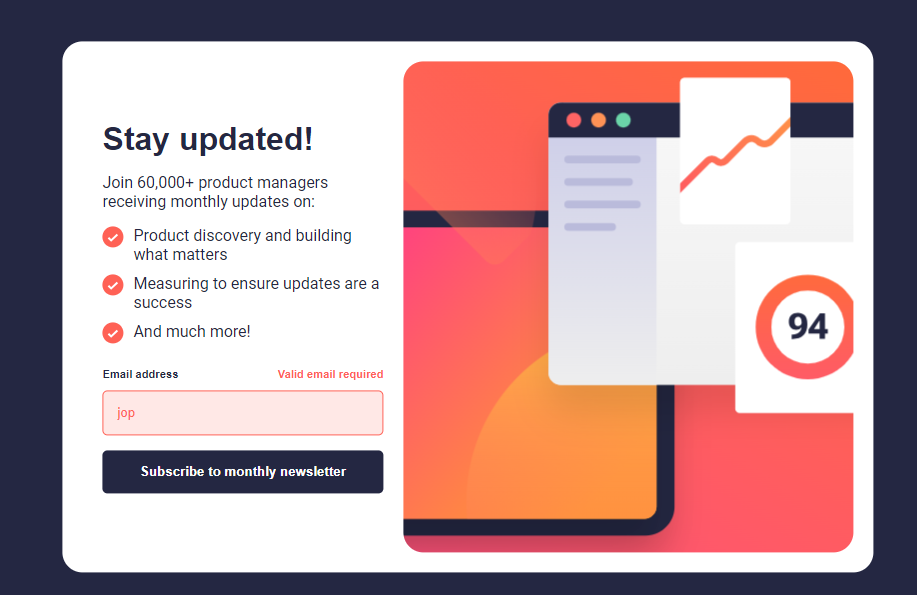 Stay updated!
Join 60,000+ product managers
receiving monthly updates on:
Product discovery and building
what matters
Measuring to ensure updates are a
success
And much more!
Email address
Valid email required
jop
Subscribe to monthly newsletter
94